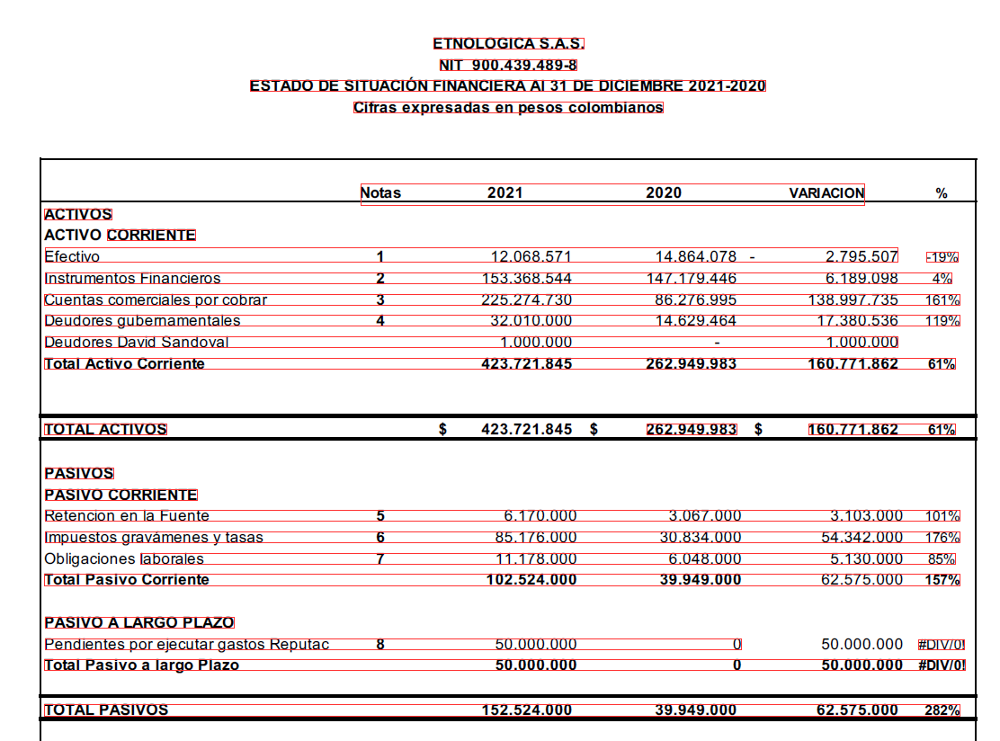 ETNOLOGICA S.A.S.
NIT 900.439.489-8
ESTADO DE SITUACIÓN FINANCIERA Al 31 DE DICIEMBRE 2021-2020
Cifras expresadas en pesos colombianos
Notas 2021 2020 VARIACION %
ACTIVOS
ACTIVO CORRIENTE
Efectivo 1 12.068.571 14.864.078 - 2.795.507 -19%
Instrumentos Financieros 2 153.368.544 147.179.446 6.189.098 4%
Cuentas comerciales por cobrar 3 225.274.730 86.276.995 138.997.735 161%
Deudores gubernamentales 4 32.010.000 14.629.464 17.380.536 119%
Deudores David Sandoval 1.000.000 - 1.000.000
Total Activo Corriente 423.721.845 262.949.983 160.771.862 61%
TOTAL ACTIVOS $ 423.721.845 $ 262.949.983 $ 160.771.862 61%
PASIVOS
PASIVO CORRIENTE
Retencion en la Fuente 5 6.170.000 3.067.000 3.103.000 101%
Impuestos gravámenes y tasas 6 85.176.000 30.834.000 54.342.000 176%
Obligaciones laborales 7 11.178.000 6.048.000 5.130.000 85%
Total Pasivo Corriente 102.524.000 39.949.000 62.575.000 157%
PASIVO A LARGO PLAZO
Pendientes por ejecutar gastos Reputac 8 50.000.000 0 50.000.000 #DIV/0!
Total Pasivo a largo Plazo 50.000.000 0 50.000.000 #DIV/0!
TOTAL PASIVOS 152.524.000 39.949.000 62.575.000 282%